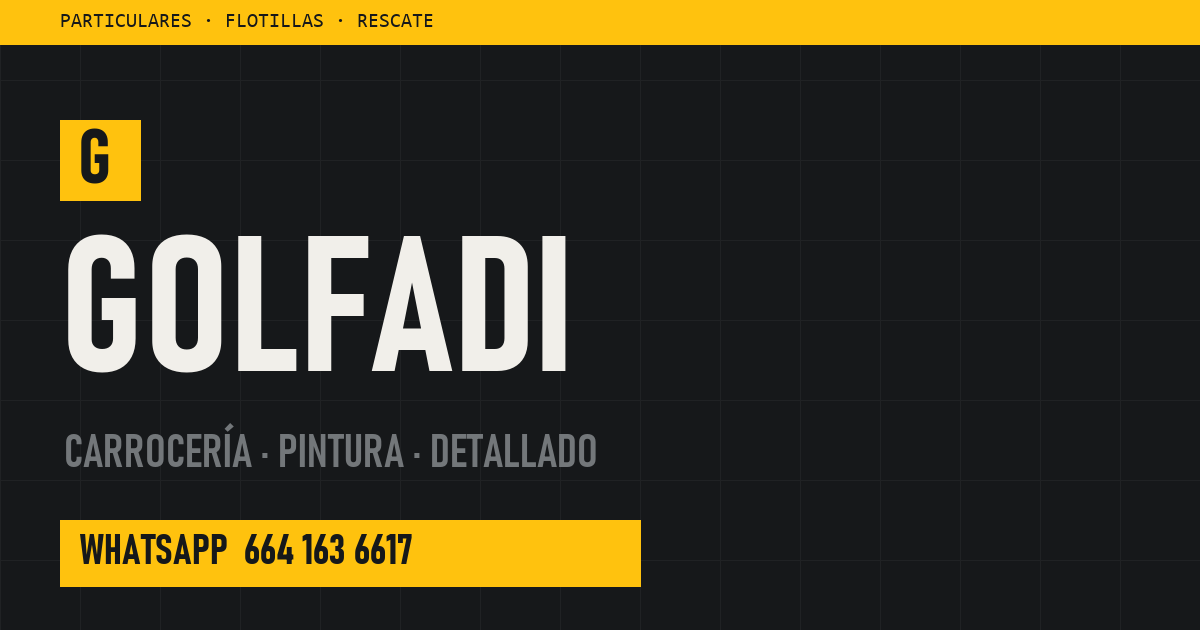 PARTICULARES · FLOTILLAS · RESCATE
G
GOLFADI
CARROCERÍA · PINTURA · DETALLADO
WHATSAPP 664 163 6617